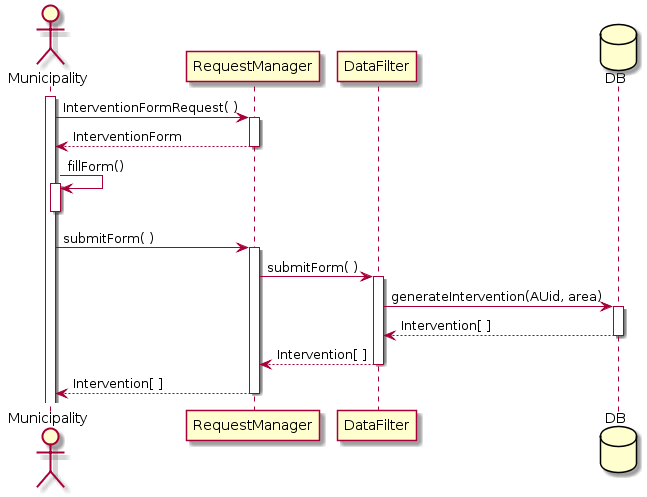 Municipality
RequestManager
DataFilter
DB
InterventionFormRequest( )
InterventionForm
fillForm()
submitForm( )
submitForm( )
generateIntervention(AUid, area)
Intervention[ ]
Intervention[ ]
Intervention[ ]
Municipality
RequestManager
DataFilter
DB